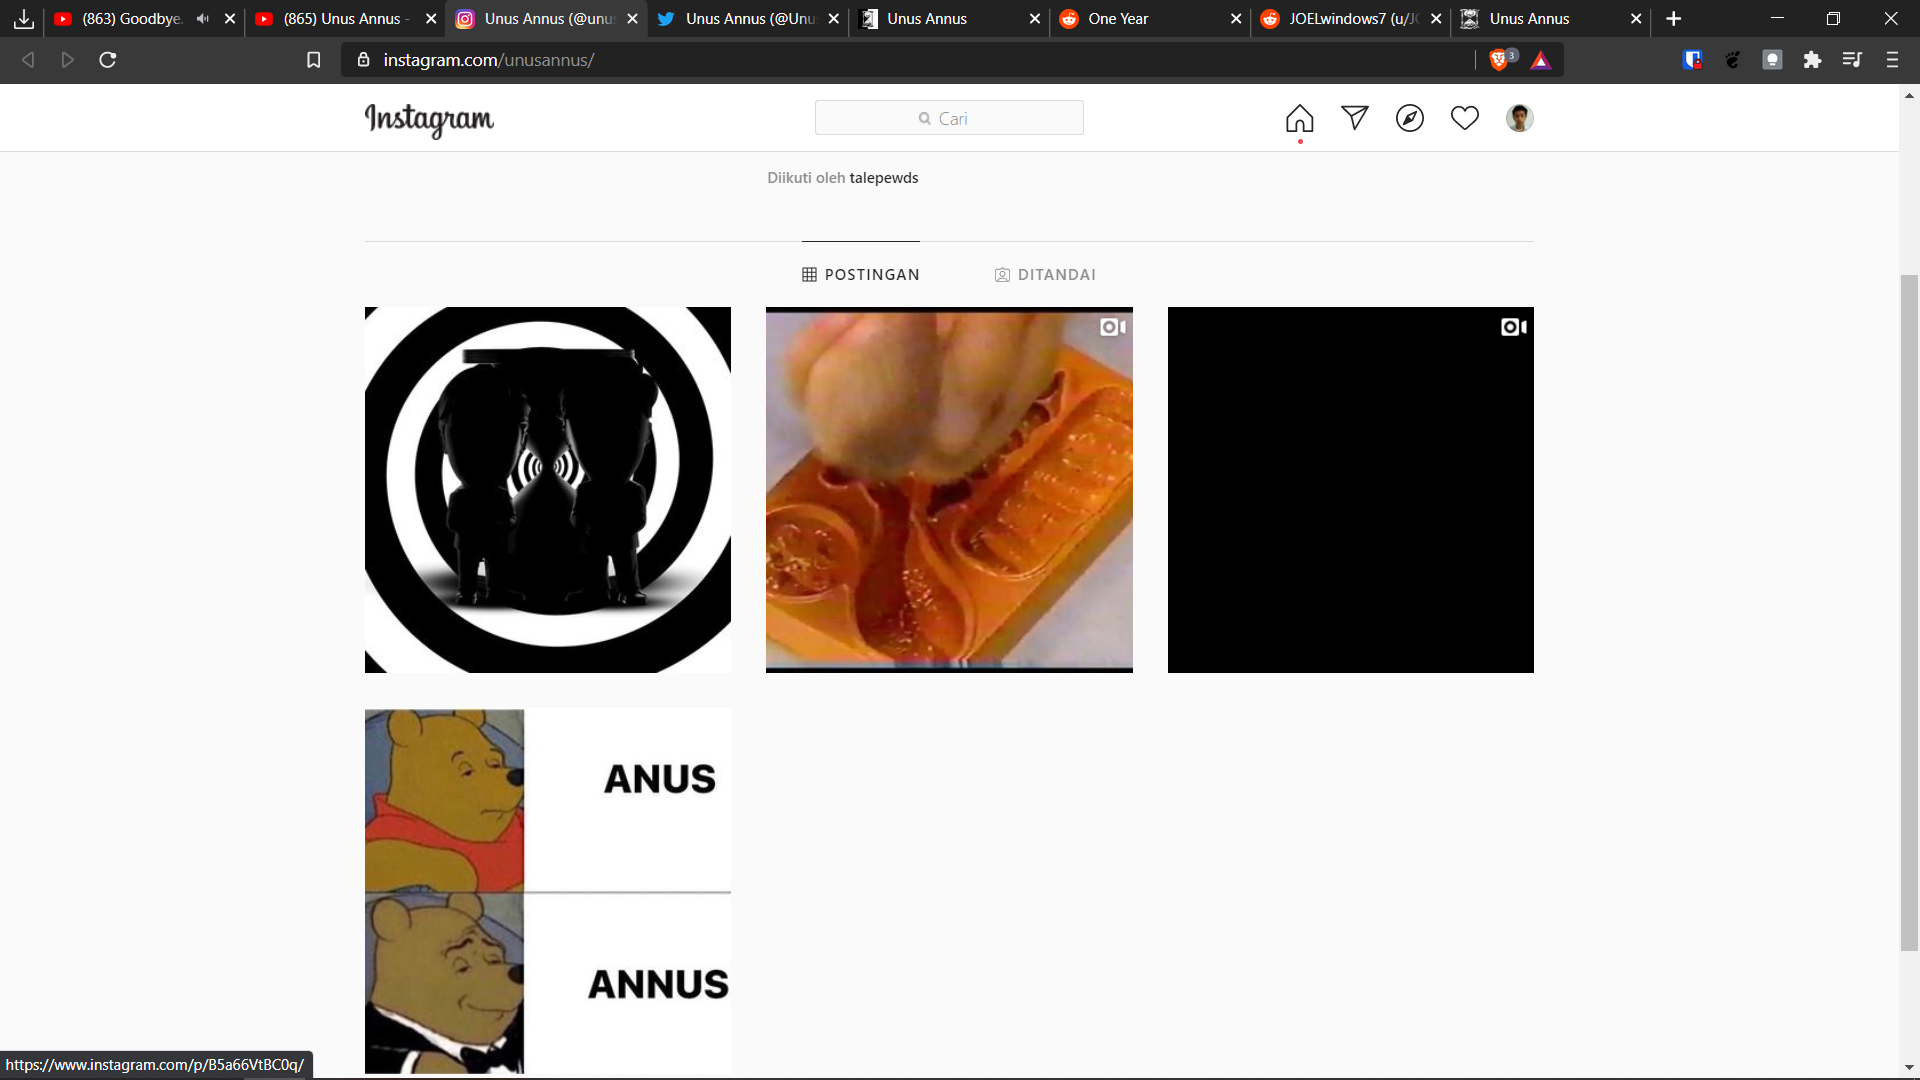 (863) Goodbye.
(865) Unus Annus -
Unus Annus (@unu
Unus Annus (@Unu
Unus Annus
One Year
JOELwindows7 (u/J
Unus Annus
instagram.com/unusannus/
3
Instagram
Cari
Diikuti oleh talepewds
POSTINGAN
DITANDAI
ANUS
ANNUS
https://www.instagram.com/p/B5a66VtBC0q/